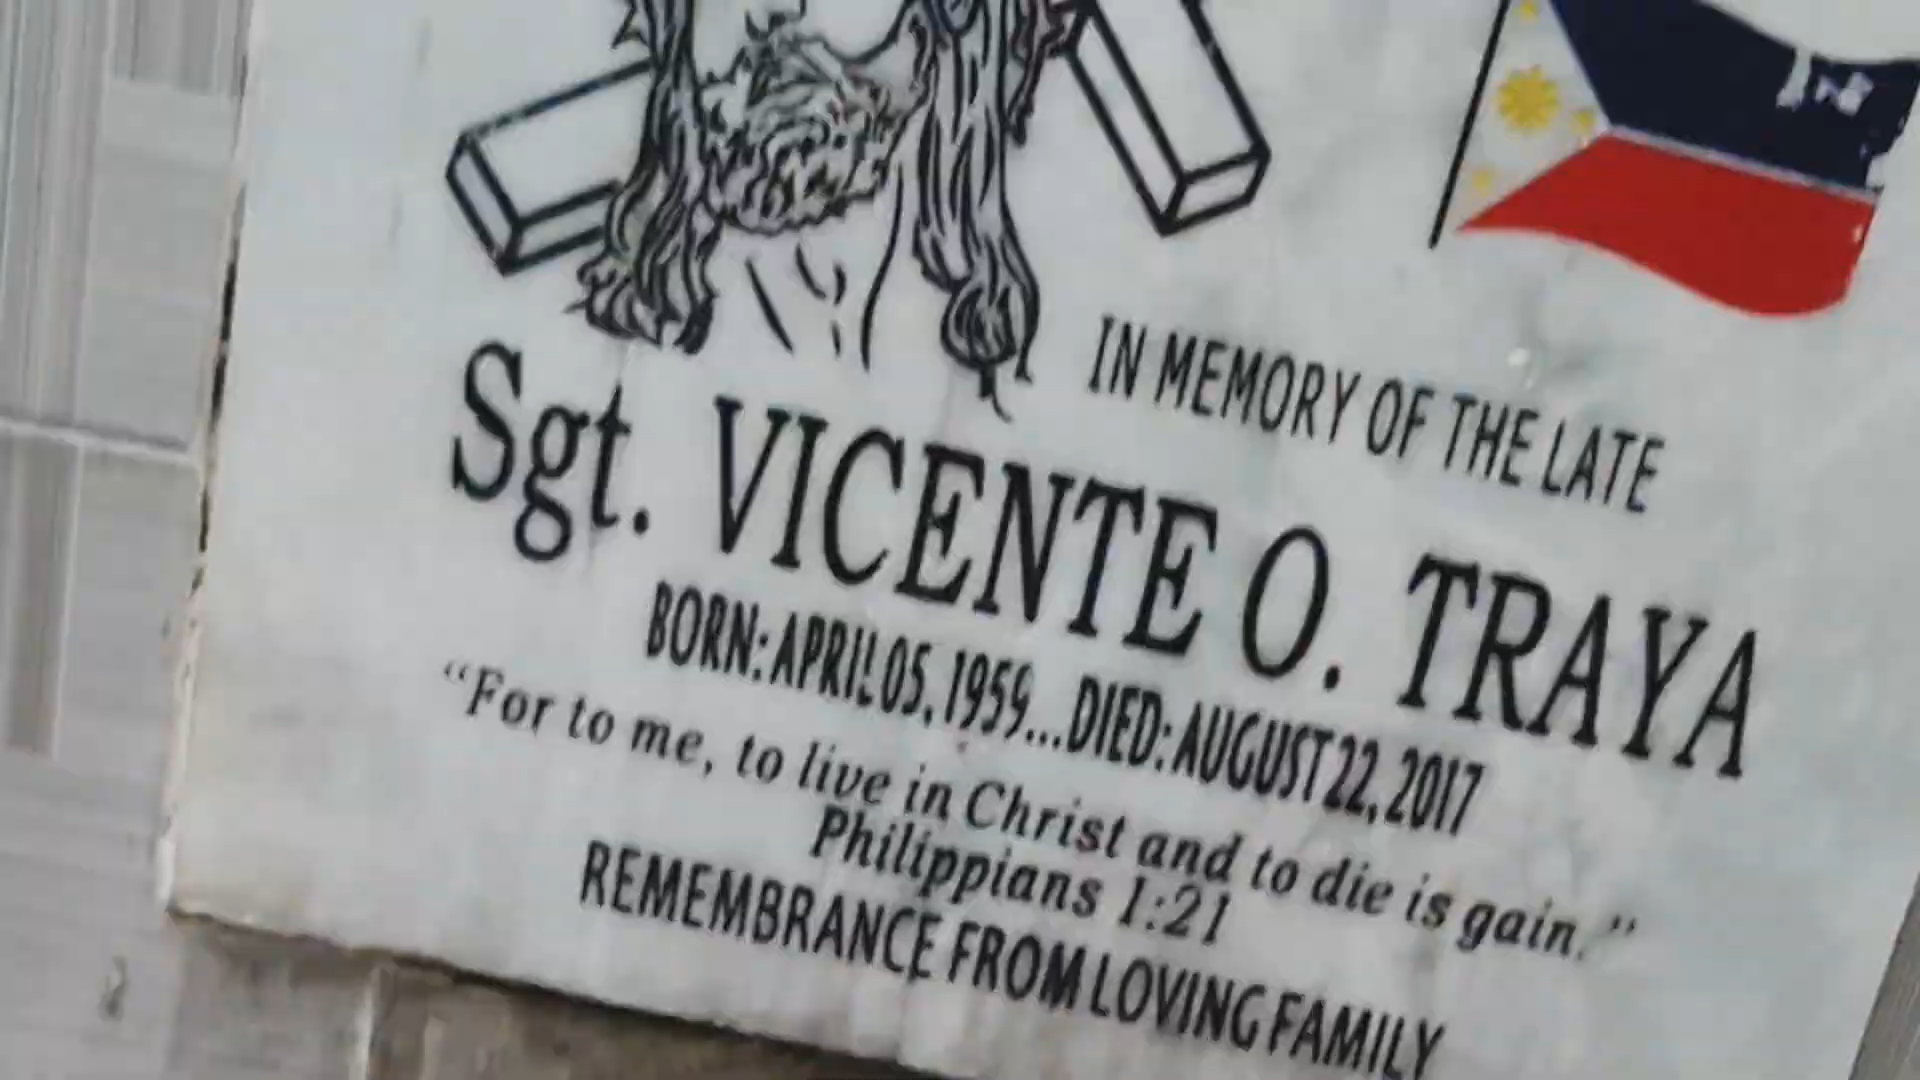 IN MEMORY OF THE LATE
Sgt. VICENTE O. TRAYA
BORN: APRIL 05, 1959...DIED: AUGUST 22, 2017
“For to me, to live in Christ and to die is gain.”
Philippians 1:21
REMEMBRANCE FROM LOVING FAMILY